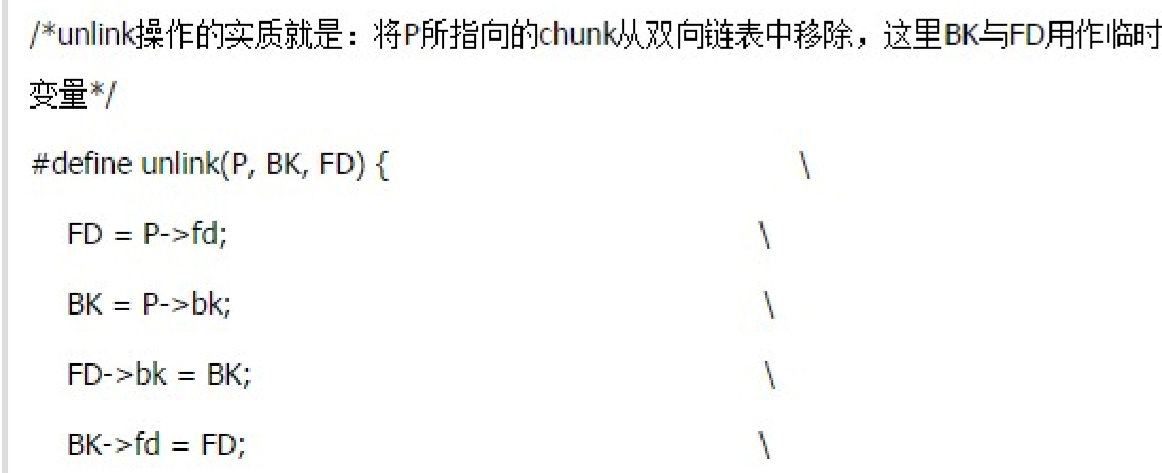 /*unlink操作的实质就是：将P所指向的chunk从双向链表中移除，这里BK与FD用作临时
变量*/
#define unlink(P, BK, FD) { \
FD = P->fd; \
BK = P->bk; \
FD->bk = BK; \
BK->fd = FD; \